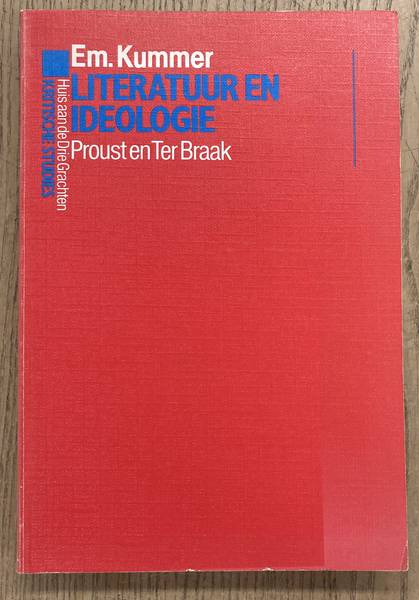 Em. Kummer
LITERATUUR EN
IDEOLOGIE
Proust en Ter Braak
Huis aan de Drie Grachten
KRITISCHE STUDIES